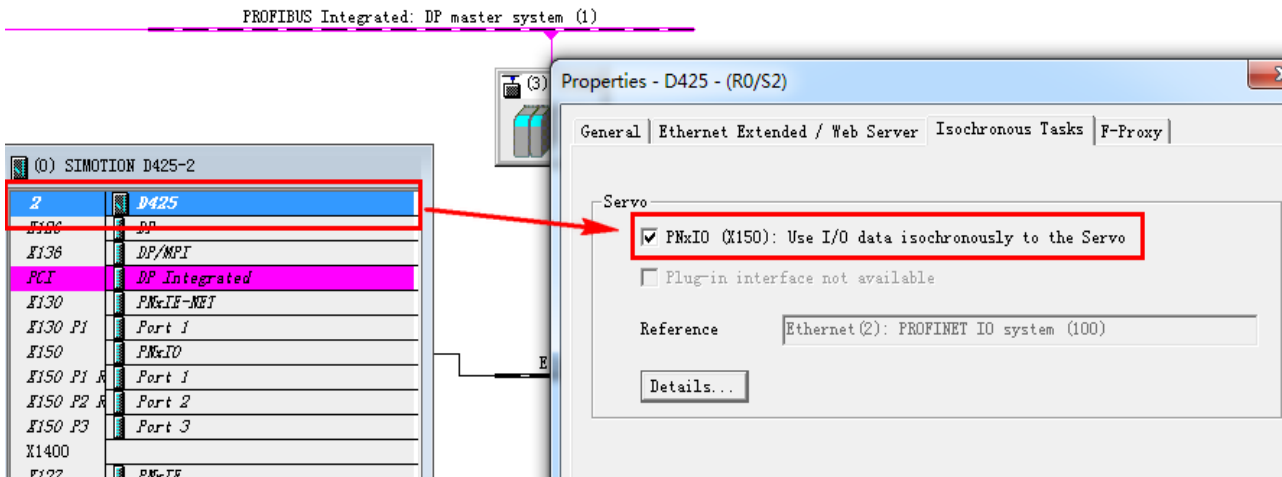 PROFIBUS Integrated: DP master system (1)
(3)
Properties - D425 - (R0/S2)
General
Ethernet Extended / Web Server
Isochronous Tasks
F-Proxy
(0) SIMOTION D425-2
2 D425
X126 DP
X136 DP/MPI
PCI DP Integrated
X130 PNxIE-NET
X130 P1 Port 1
X150 PNxIO
X150 P1 R Port 1
X150 P2 R Port 2
X150 P3 Port 3
X1400
X127 PNxIE
E
Servo
PNxIO (X150): Use I/O data isochronously to the Servo
Plug-in interface not available
Reference
Ethernet(2): PROFINET IO system (100)
Details...